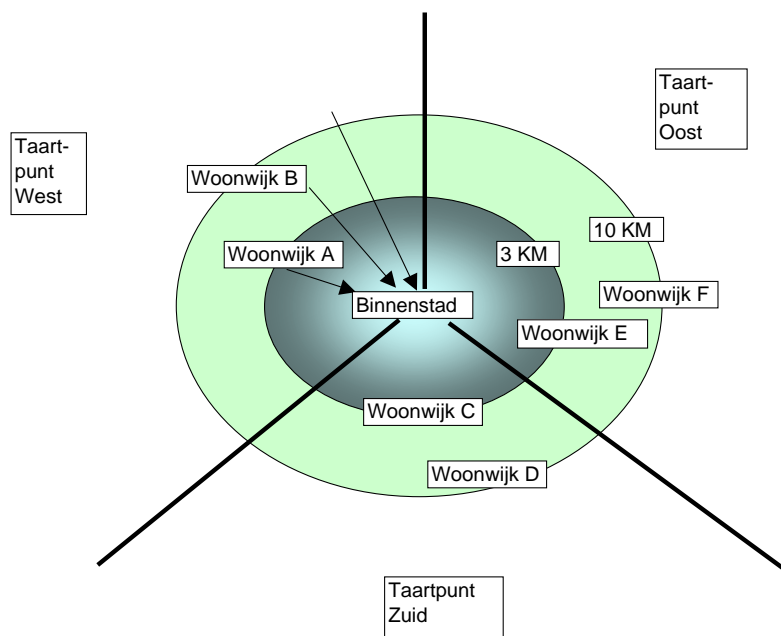 Taart-
punt
Oost
Taart-
punt
West
Woonwijk B
10 KM
Woonwijk A
3 KM
Woonwijk F
Binnenstad
Woonwijk E
Woonwijk C
Woonwijk D
Taartpunt
Zuid